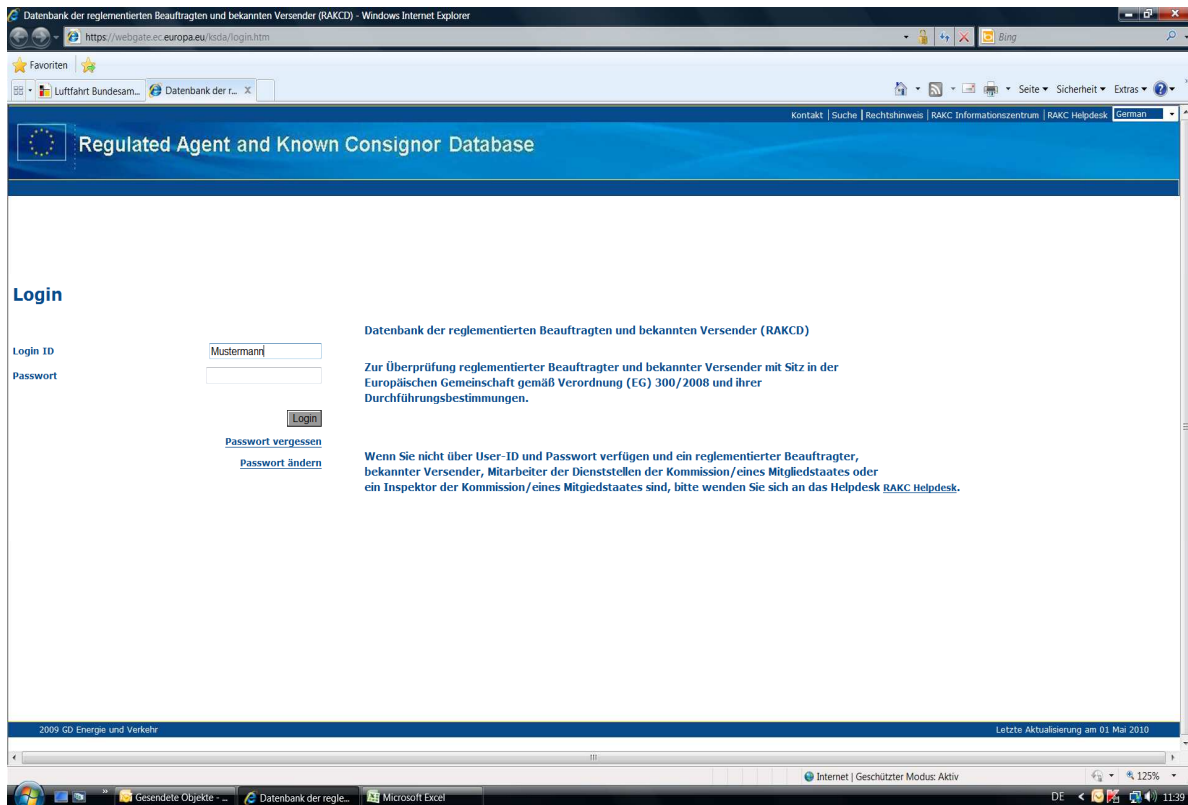 Datenbank der reglementierten Beauftragten und bekannten Versender (RAKCD) - Windows Internet Explorer
https://webgate.ec.europa.eu/ksda/login.htm
Bing
Favoriten
Luftfahrt Bundesam...
Datenbank der r...
Seite
Sicherheit
Extras
Kontakt | Suche | Rechtshinweis | RAKC Informationszentrum | RAKC Helpdesk
German
Regulated Agent and Known Consignor Database
Login
Datenbank der reglementierten Beauftragten und bekannten Versender (RAKCD)
Login ID
Mustermann
Passwort
Zur Überprüfung reglementierter Beauftragter und bekannter Versender mit Sitz in der
Europäischen Gemeinschaft gemäß Verordnung (EG) 300/2008 und ihrer
Durchführungsbestimmungen.
Login
Passwort vergessen
Passwort ändern
Wenn Sie nicht über User-ID und Passwort verfügen und ein reglementierter Beauftragter,
bekannter Versender, Mitarbeiter der Dienststellen der Kommission/eines Mitgliedstaates oder
ein Inspektor der Kommission/eines Mitgiedstaates sind, bitte wenden Sie sich an das Helpdesk RAKC Helpdesk.
2009 GD Energie und Verkehr
Letzte Aktualisierung am 01 Mai 2010
Internet | Geschützter Modus: Aktiv
125%
Gesendete Objekte - ...
Datenbank der regle...
Microsoft Excel
DE
11:39